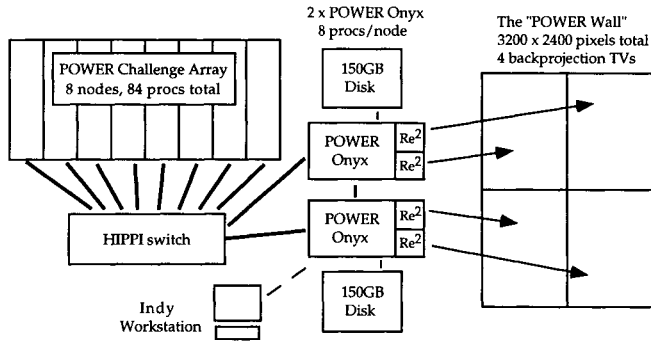 2 x POWER Onyx
8 procs/node
The "POWER Wall"
3200 x 2400 pixels total
4 backprojection TVs
POWER Challenge Array
8 nodes, 84 procs total
150GB
Disk
POWER
Onyx
Re²
Re²
POWER
Onyx
Re²
Re²
HIPPI switch
150GB
Disk
Indy
Workstation